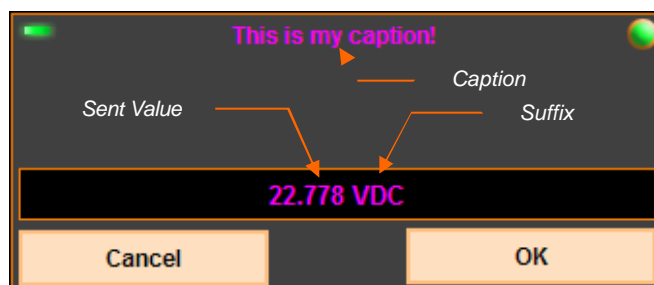 This is my caption!
Caption
Sent Value
Suffix
22.778 VDC
Cancel
OK